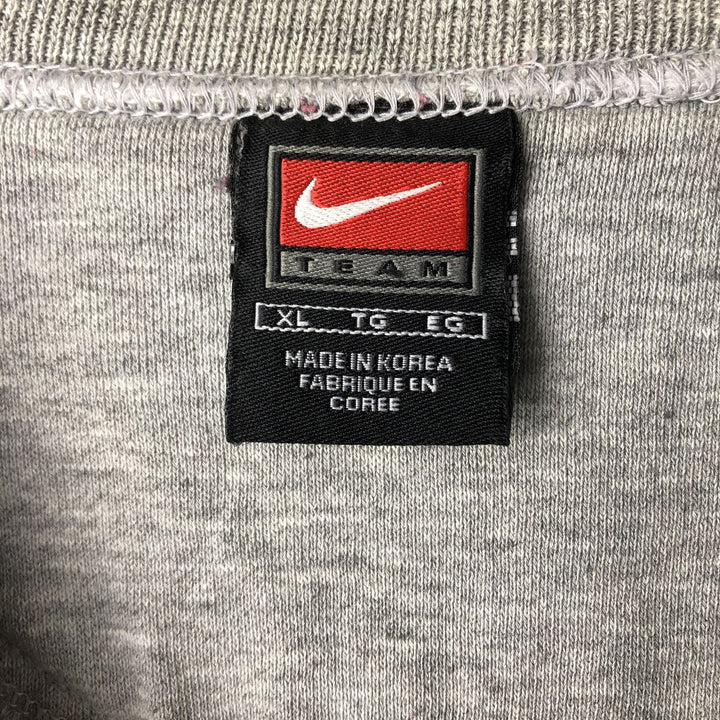 TEAM
XL TG EG
MADE IN KOREA
FABRIQUE EN
COREE